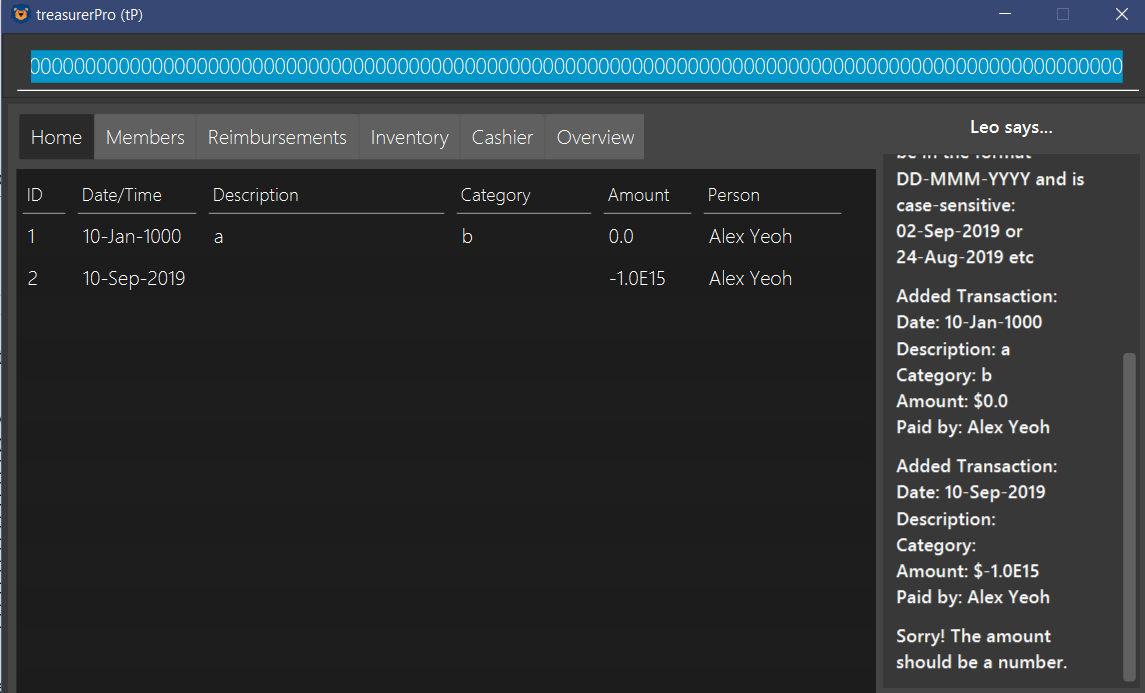 treasurerPro (tP)
Home Members Reimbursements Inventory Cashier Overview
ID Date/Time Description Category Amount Person
1 10-Jan-1000 a b 0.0 Alex Yeoh
2 10-Sep-2019 -1.0E15 Alex Yeoh
Leo says...
be in the format
DD-MMM-YYYY and is
case-sensitive:
02-Sep-2019 or
24-Aug-2019 etc
Added Transaction:
Date: 10-Jan-1000
Description: a
Category: b
Amount: $0.0
Paid by: Alex Yeoh
Added Transaction:
Date: 10-Sep-2019
Description:
Category:
Amount: $-1.0E15
Paid by: Alex Yeoh
Sorry! The amount
should be a number.